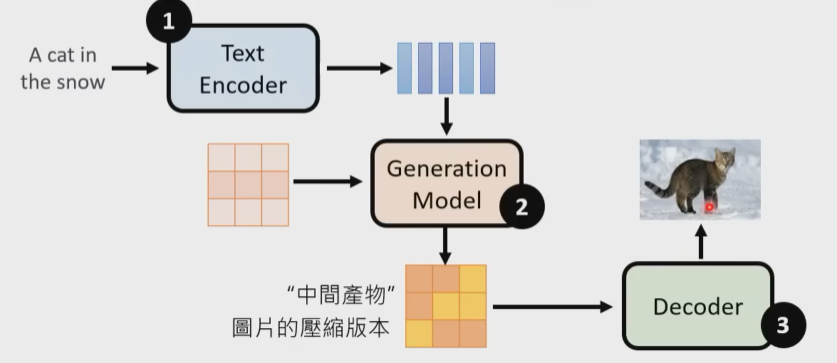 1
A cat in
the snow
Text
Encoder
Generation
Model
2
“中間產物”
圖片的壓縮版本
Decoder
3